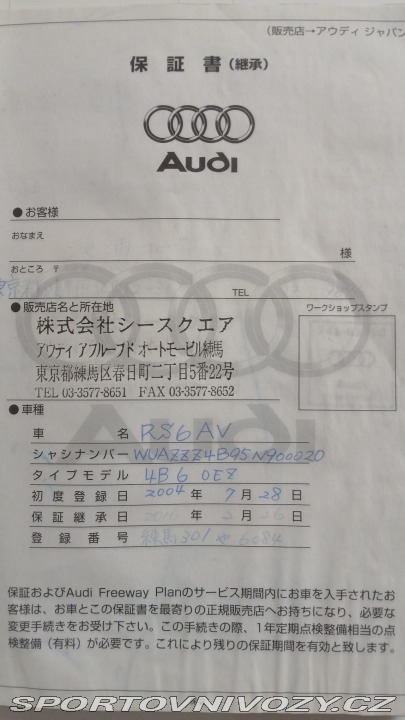 (販売店→アウディ ジャパン
保 証 書 (継承)
Audi
●お客様
おなまえ
様
おところ 〒
TEL
●販売店名と所在地
ワークショップスタンプ
株式会社シースクエア
アウディ アプルーブド オートモービル練馬
東京都練馬区春日町二丁目5番22号
TEL 03-3577-8651 FAX 03-3577-8652
●車種
車 名 RS6AV
シャシナンバー WUAZZZ4B95N900020
タイプモデル 4B6 0E8
初度登録日 2004 年 7 月 28 日
保証継承日 年 月 26 日
登録番号 練馬 301 6084
保証およびAudi Freeway Planのサービス期間内にお車を入手されたお
客様は、お車とこの保証書を最寄りの正規販売店へお持ちになり、必要な
変更手続きをお受け下さい。この手続きの際、1年定期点検整備相当の点
検整備(有料)が必要です。これにより残りの保証期間を有効と致します。
SPORTOVNIVOZY.CZ